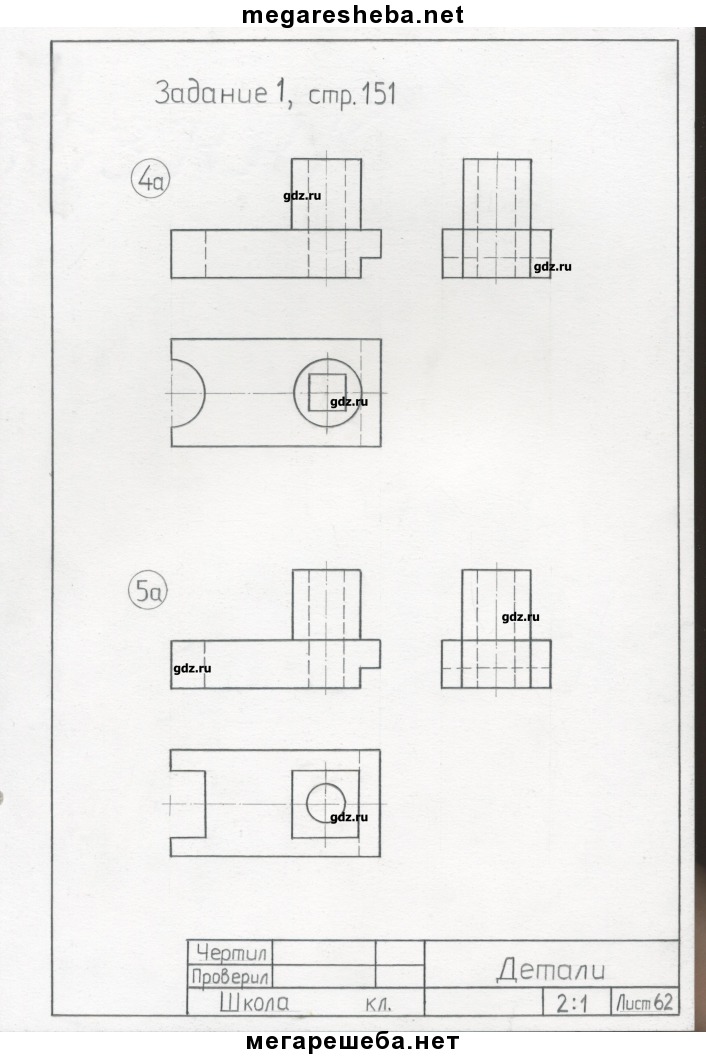 megaresheba.net
Задание 1, стр. 151
4а
gdz.ru
gdz.ru
gdz.ru
5а
gdz.ru
gdz.ru
gdz.ru
Чертил
Проверил
Детали
Школа кл. 2:1 Лист 62
мегарешеба.нет